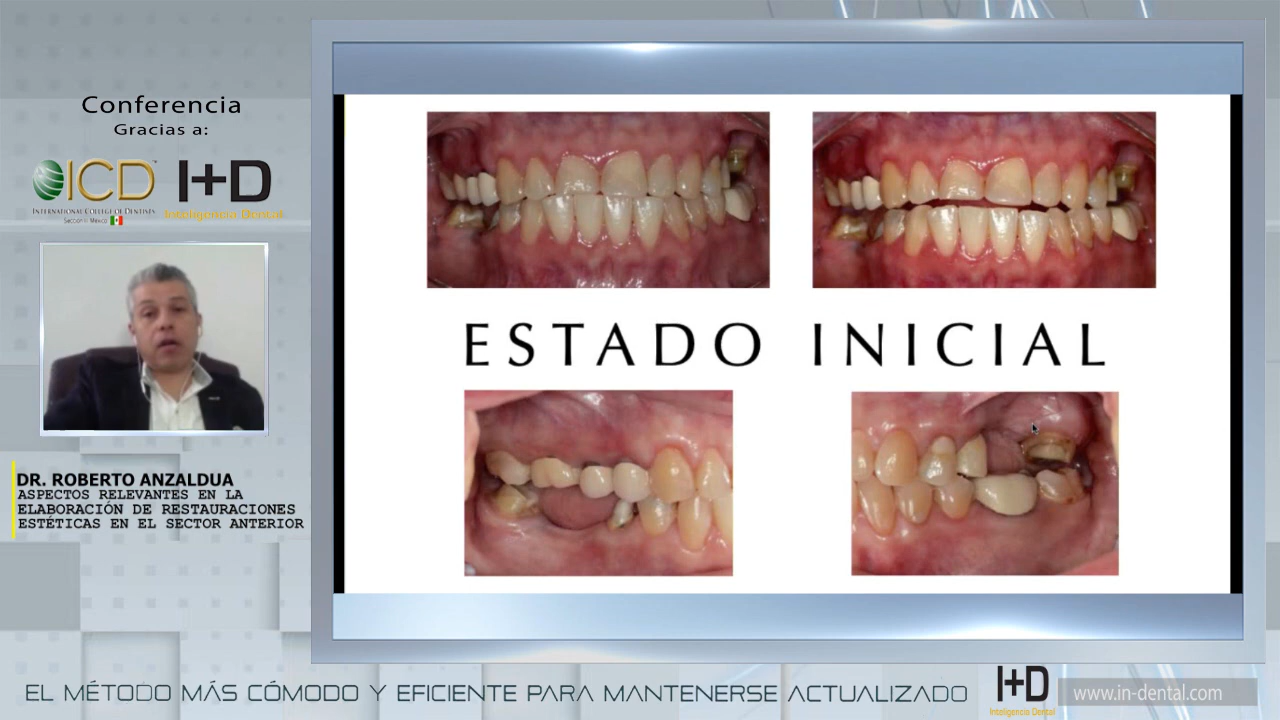 Conferencia
Gracias a:
ICD
I+D
INTERNATIONAL COLLEGE OF DENTISTS
Sección México
Inteligencia Dental
DR. ROBERTO ANZALDUA
ASPECTOS RELEVANTES EN LA
ELABORACIÓN DE RESTAURACIONES
ESTÉTICAS EN EL SECTOR ANTERIOR
ESTADO INICIAL
EL MÉTODO MÁS CÓMODO Y EFICIENTE PARA MANTENERSE ACTUALIZADO
I+D
Inteligencia Dental
www.in-dental.com